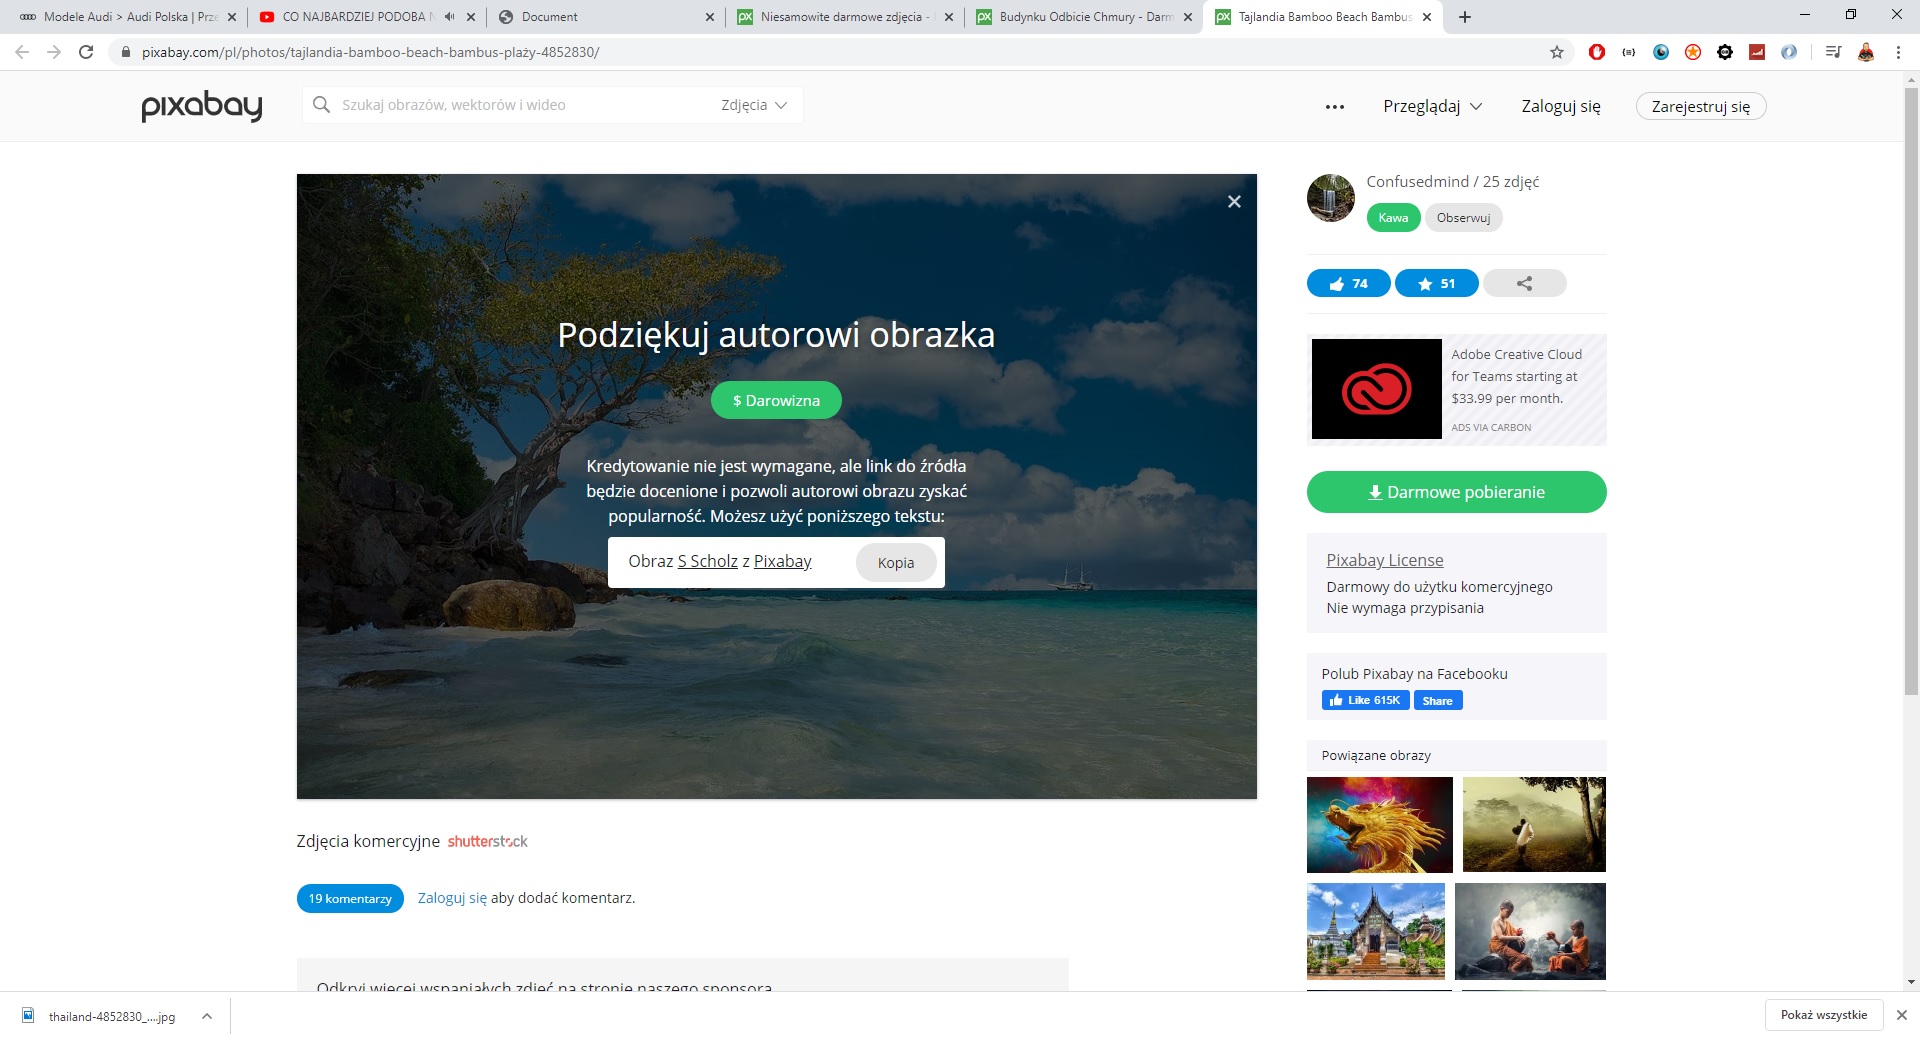 Modele Audi > Audi Polska | Prze
CO NAJBARDZIEJ PODOBA N
Document
Niesamowite darmowe zdjęcia -
Budynku Odbicie Chmury - Darm
Tajlandia Bamboo Beach Bambus
pixabay.com/pl/photos/tajlandia-bamboo-beach-bambus-plaży-4852830/
pixabay
Szukaj obrazów, wektorów i wideo
Zdjęcia
Przeglądaj
Zaloguj się
Zarejestruj się
Podziękuj autorowi obrazka
$ Darowizna
Kredytowanie nie jest wymagane, ale link do źródła
będzie docenione i pozwoli autorowi obrazu zyskać
popularność. Możesz użyć poniższego tekstu:
Obraz S Scholz z Pixabay
Kopia
Confusedmind / 25 zdjęć
Kawa
Obserwuj
74
51
Adobe Creative Cloud
for Teams starting at
$33.99 per month.
ADS VIA CARBON
Darmowe pobieranie
Pixabay License
Darmowy do użytku komercyjnego
Nie wymaga przypisania
Polub Pixabay na Facebooku
Like 615K
Share
Powiązane obrazy
Zdjęcia komercyjne shutterstock
19 komentarzy
Zaloguj się aby dodać komentarz.
Odkryj więcej wspaniałych zdjęć na stronie naszego sponsora
thailand-4852830_....jpg
Pokaż wszystkie